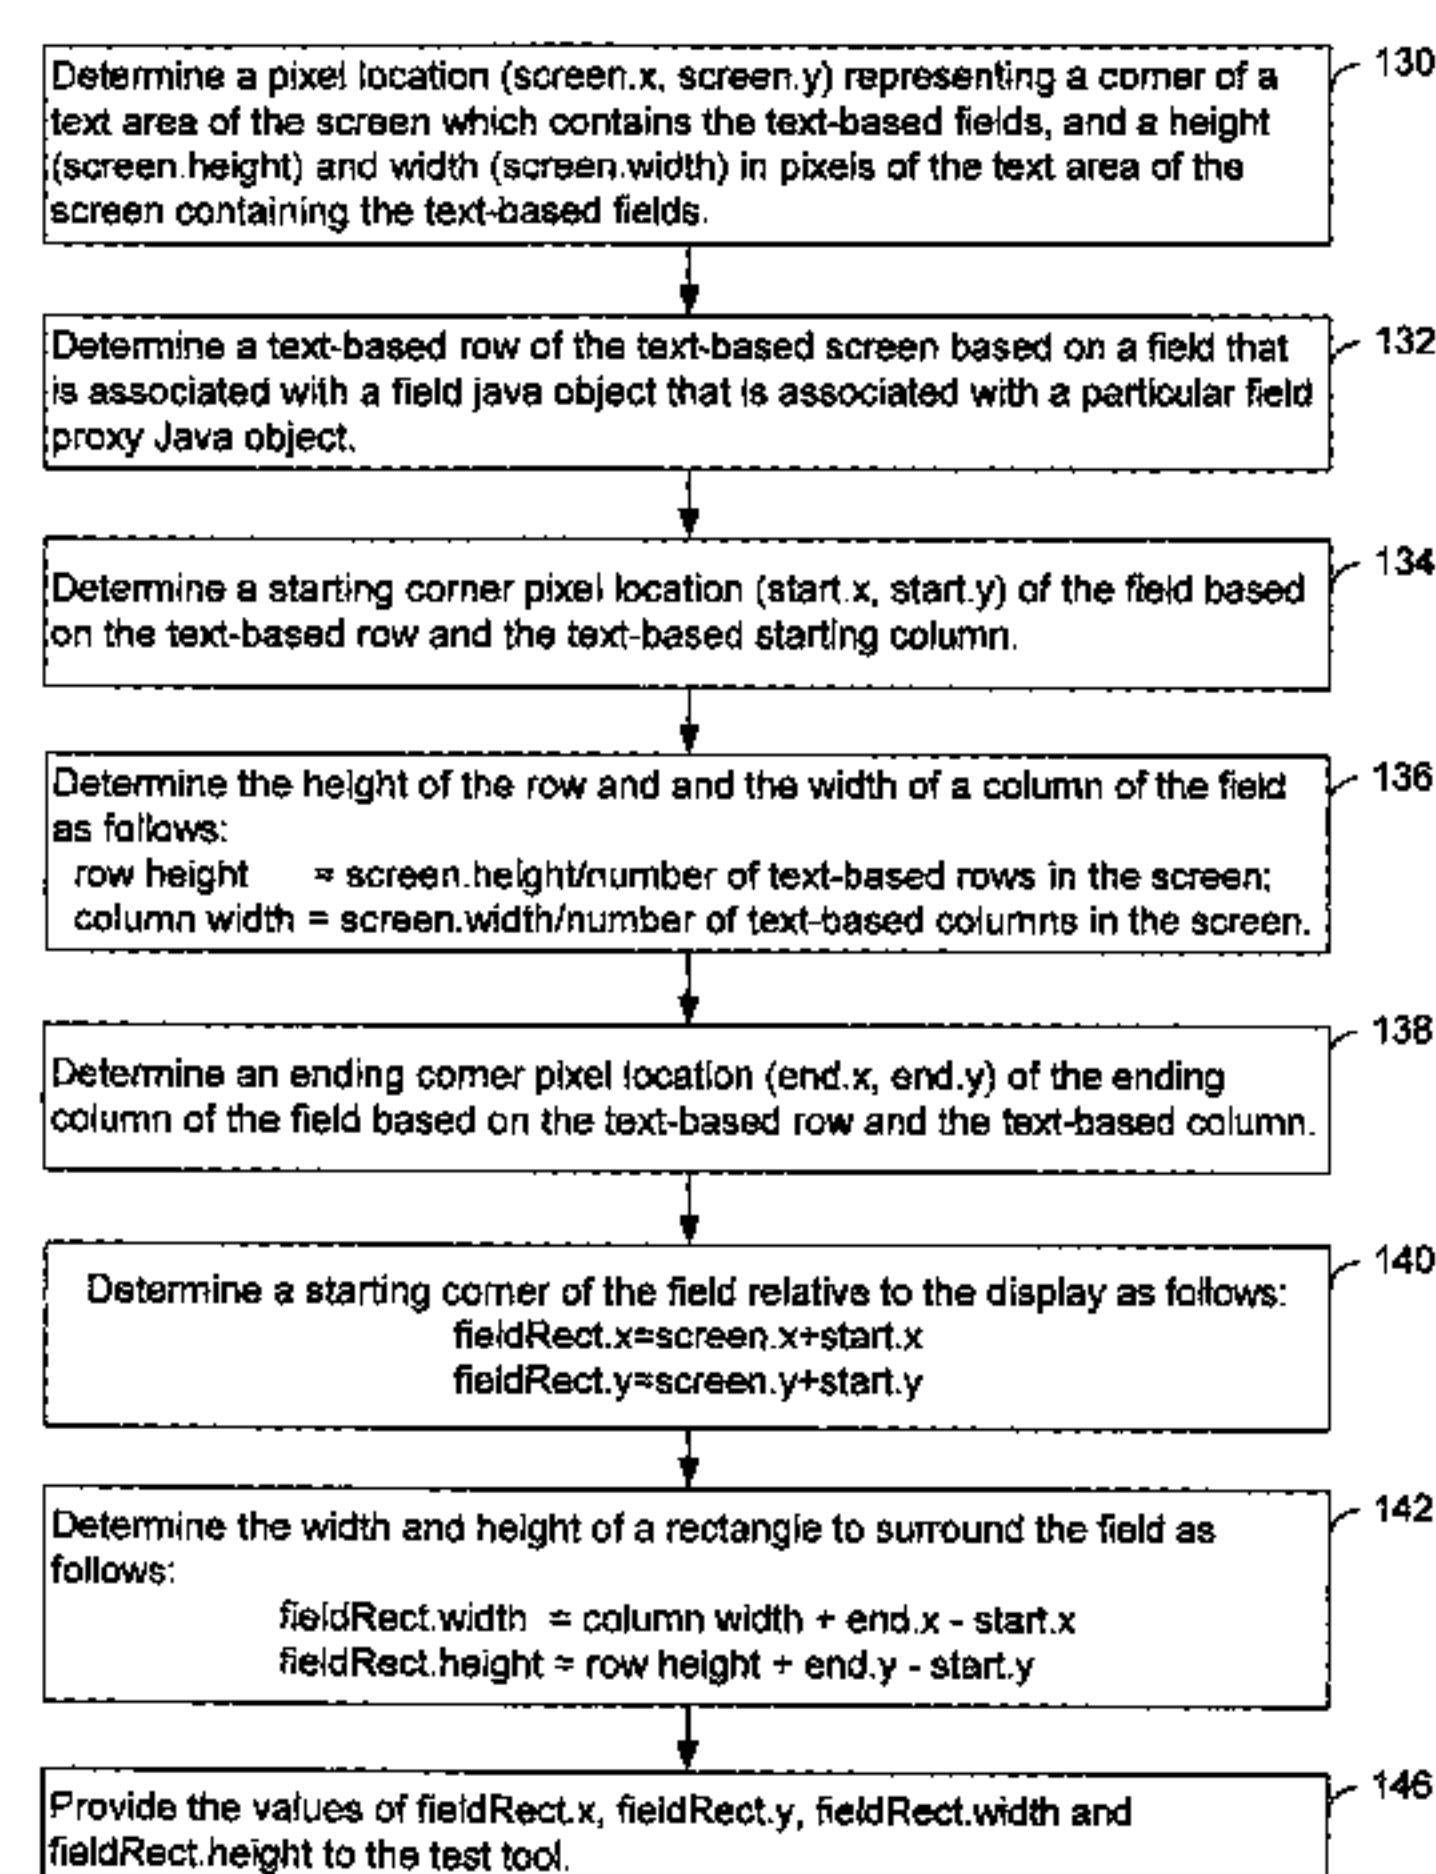 130
Determine a pixel location (screen.x, screen.y) representing a corner of a
text area of the screen which contains the text-based fields, and a height
(screen.height) and width (screen.width) in pixels of the text area of the
screen containing the text-based fields.
132
Determine a text-based row of the text-based screen based on a field that
is associated with a field java object that is associated with a particular field
proxy Java object.
134
Determine a starting corner pixel location (start.x, start.y) of the field based
on the text-based row and the text-based starting column.
136
Determine the height of the row and and the width of a column of the field
as follows:
row height = screen.height/number of text-based rows in the screen;
column width = screen.width/number of text-based columns in the screen.
138
Determine an ending corner pixel location (end.x, end.y) of the ending
column of the field based on the text-based row and the text-based column.
140
Determine a starting corner of the field relative to the display as follows:
fieldRect.x=screen.x+start.x
fieldRect.y=screen.y+start.y
142
Determine the width and height of a rectangle to surround the field as
follows:
fieldRect.width = column width + end.x - start.x
fieldRect.height = row height + end.y - start.y
146
Provide the values of fieldRect.x, fieldRect.y, fieldRect.width and
fieldRect.height to the test tool.